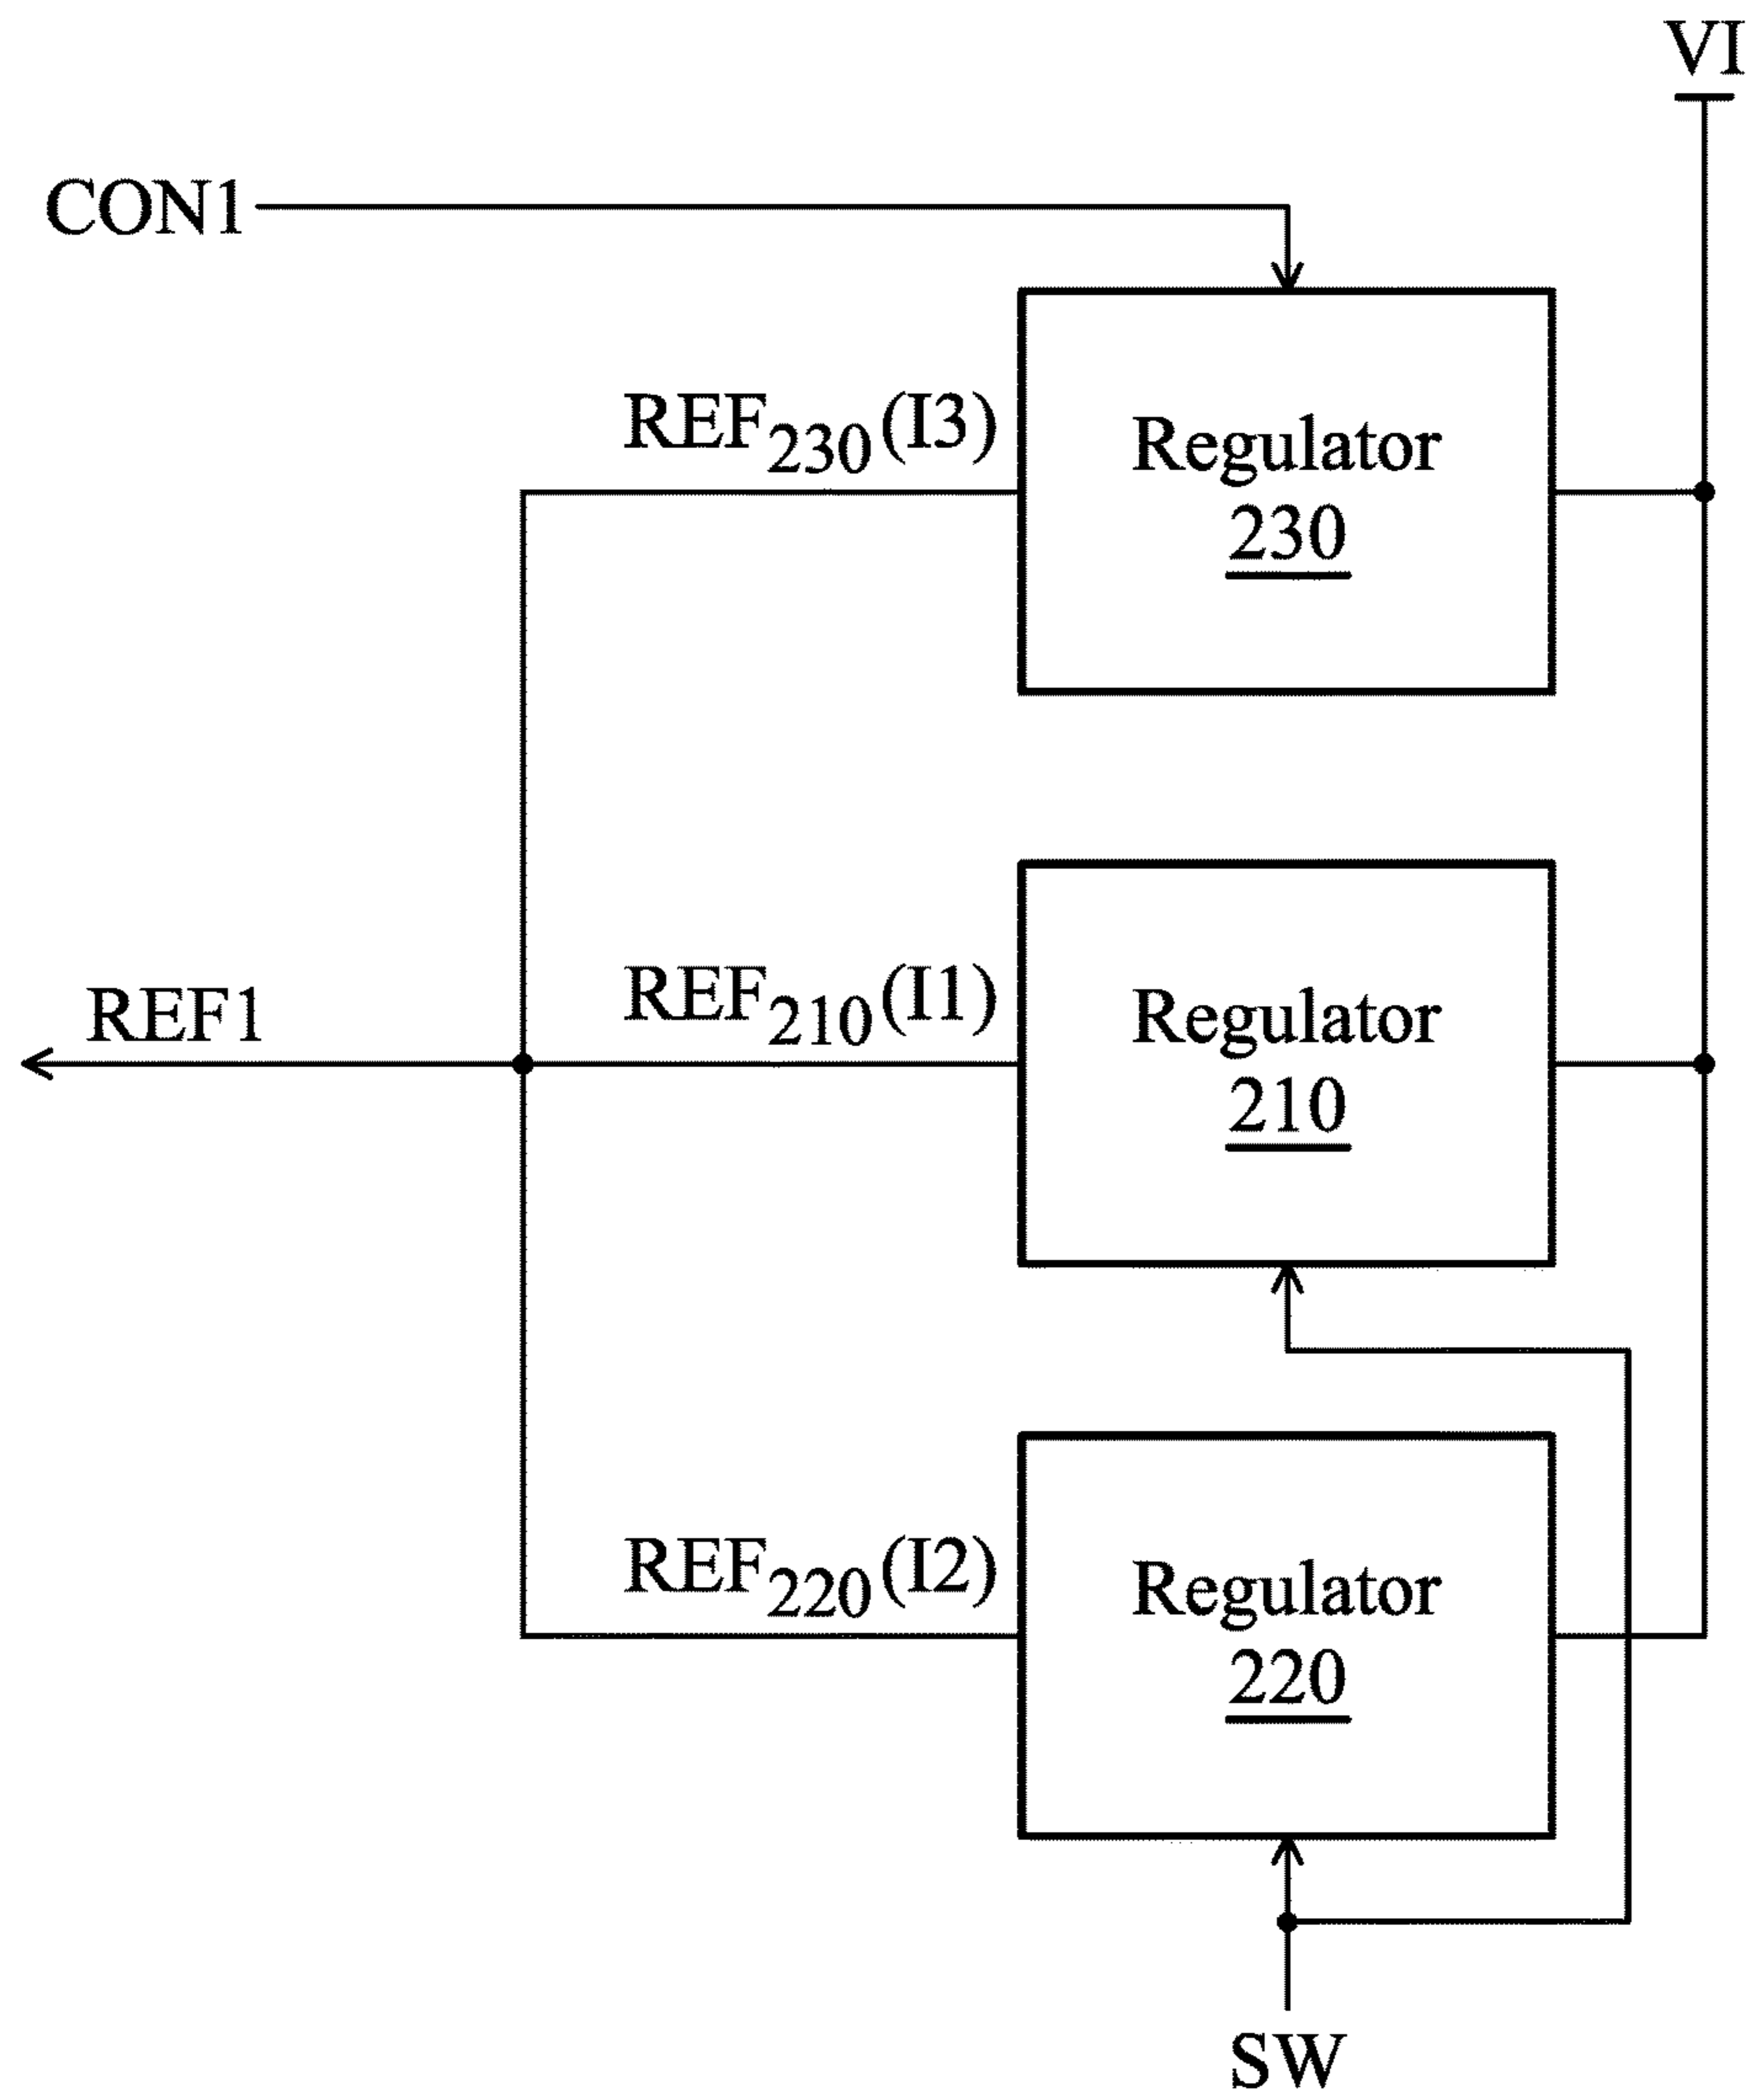 VI
CON1
REF230(I3)
Regulator
230
REF1
REF210(I1)
Regulator
210
REF220(I2)
Regulator
220
SW